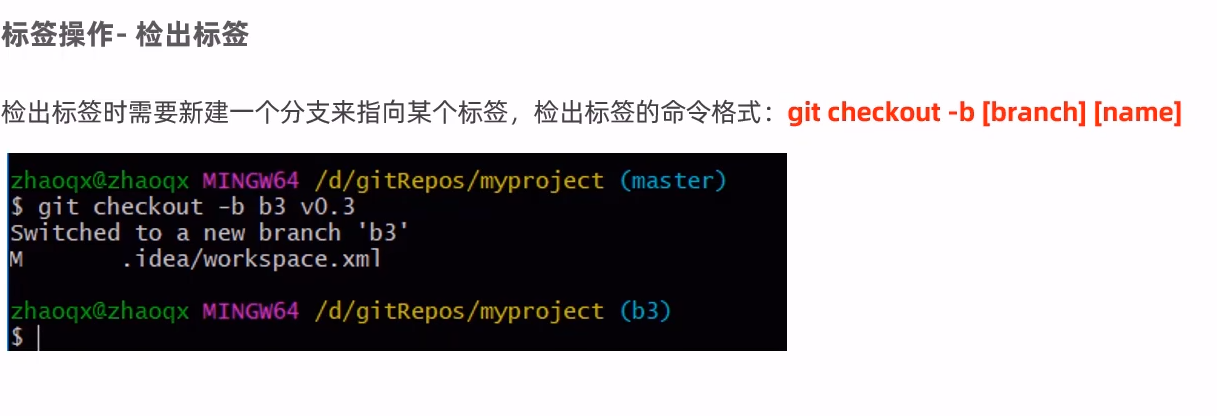 标签操作- 检出标签
检出标签时需要新建一个分支来指向某个标签，检出标签的命令格式：git checkout -b [branch] [name]
zhaoqx@zhaoqx MINGW64 /d/gitRepos/myproject (master)
$ git checkout -b b3 v0.3
Switched to a new branch 'b3'
M       .idea/workspace.xml
zhaoqx@zhaoqx MINGW64 /d/gitRepos/myproject (b3)
$